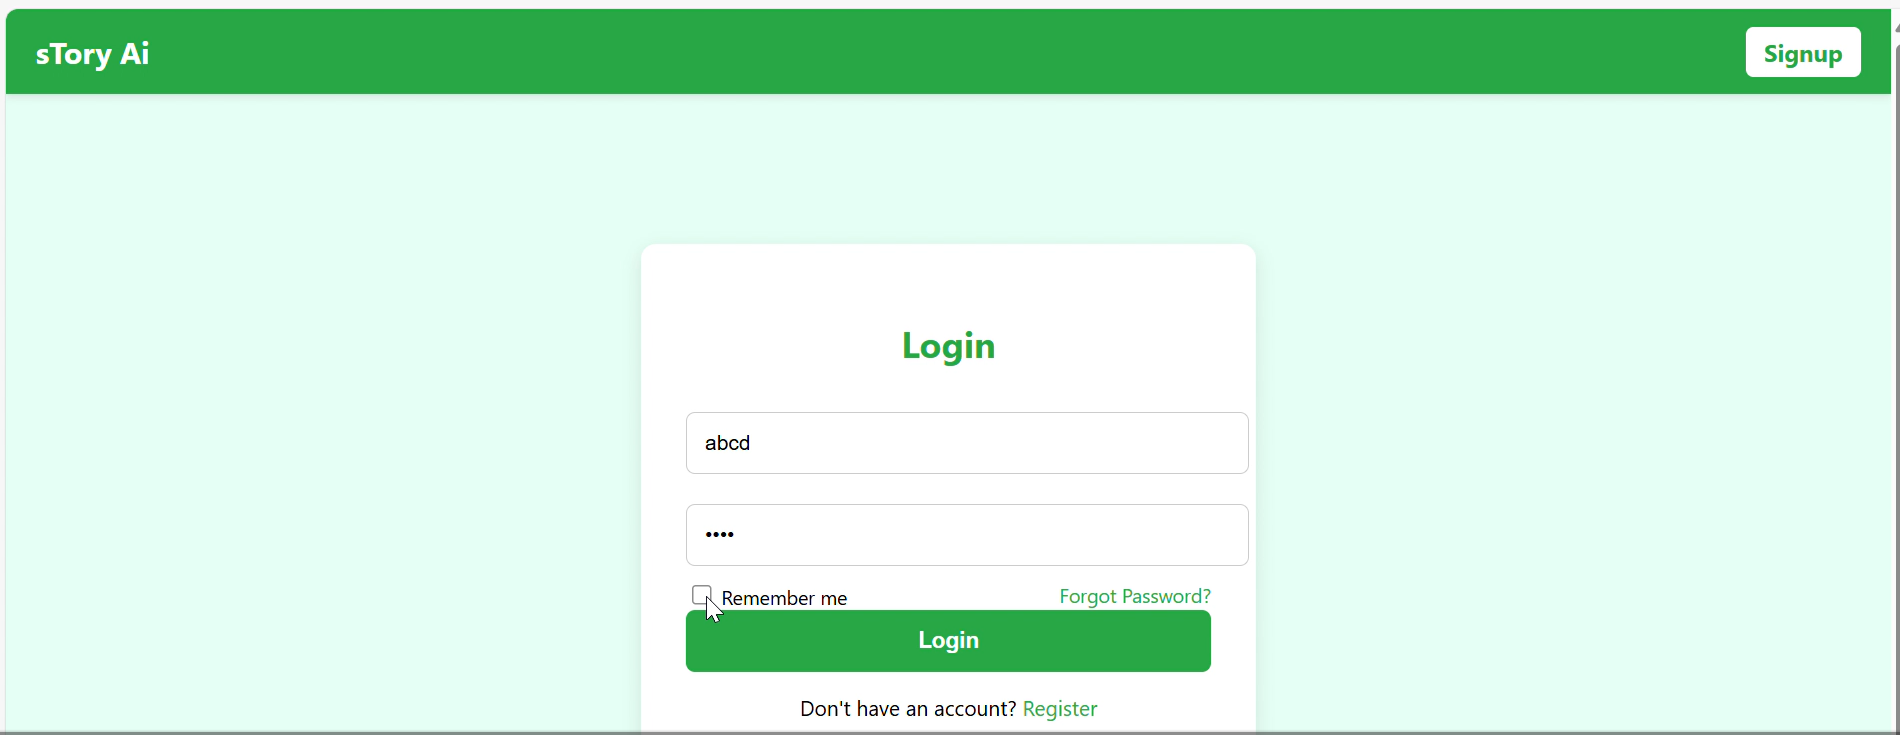 sTory Ai
Signup
Login
abcd
••••
Remember me
Forgot Password?
Login
Don't have an account? Register